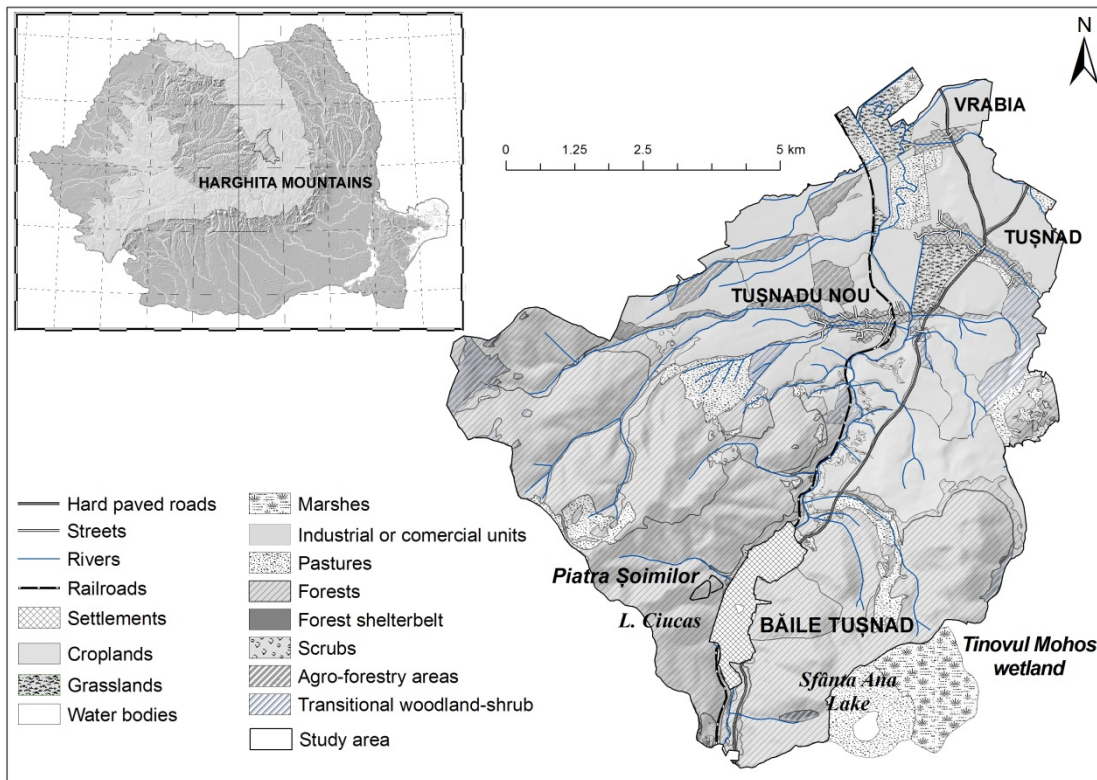 HARGHITA MOUNTAINS
N
0 1.25 2.5 5 km
VRABIA
TUȘNAD
TUȘNADU NOU
Piatra Șoimilor
L. Ciucas
BĂILE TUȘNAD
Tinovul Mohos
wetland
Sfânta Ana
Lake
Hard paved roads
Streets
Rivers
Railroads
Settlements
Croplands
Grasslands
Water bodies
Marshes
Industrial or comercial units
Pastures
Forests
Forest shelterbelt
Scrubs
Agro-forestry areas
Transitional woodland-shrub
Study area